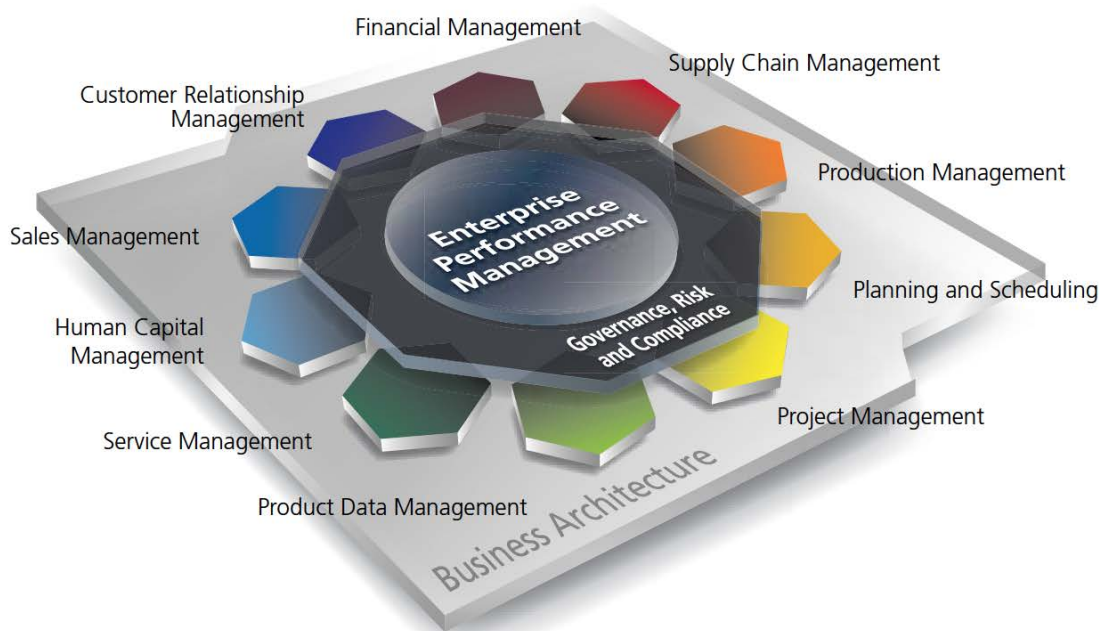 Financial Management
Supply Chain Management
Customer Relationship
Management
Production Management
Sales Management
Planning and Scheduling
Human Capital
Management
Project Management
Service Management
Product Data Management
Enterprise
Performance
Management
Governance, Risk
and Compliance
Business Architecture